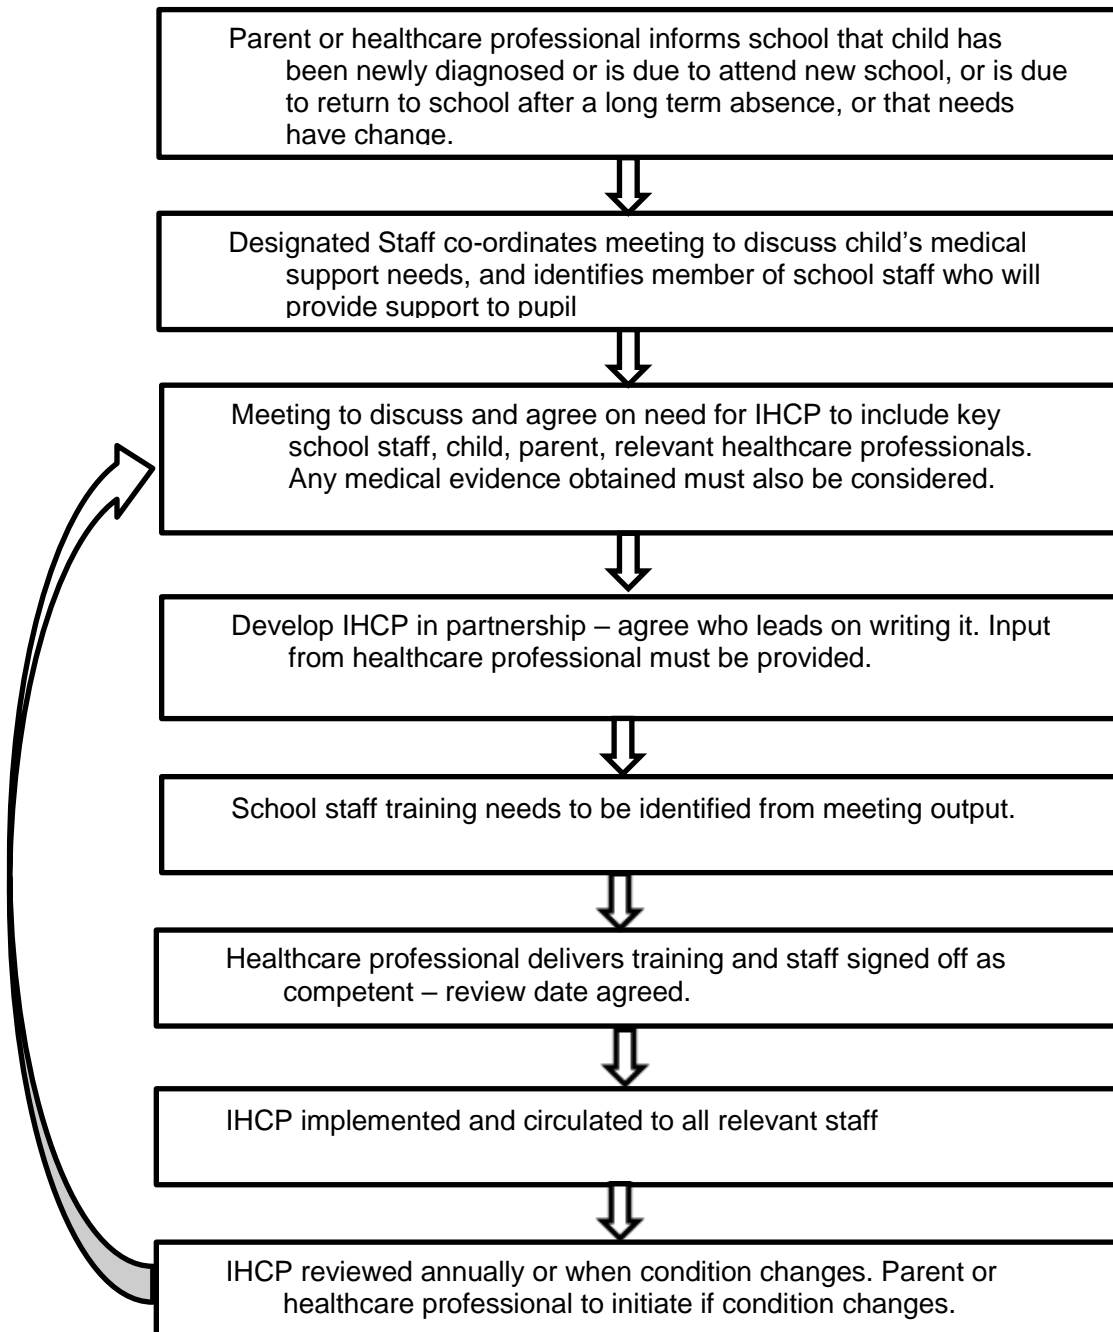 Parent or healthcare professional informs school that child has
been newly diagnosed or is due to attend new school, or is due
to return to school after a long term absence, or that needs
have change.
Designated Staff co-ordinates meeting to discuss child’s medical
support needs, and identifies member of school staff who will
provide support to pupil
Meeting to discuss and agree on need for IHCP to include key
school staff, child, parent, relevant healthcare professionals.
Any medical evidence obtained must also be considered.
Develop IHCP in partnership – agree who leads on writing it. Input
from healthcare professional must be provided.
School staff training needs to be identified from meeting output.
Healthcare professional delivers training and staff signed off as
competent – review date agreed.
IHCP implemented and circulated to all relevant staff
IHCP reviewed annually or when condition changes. Parent or
healthcare professional to initiate if condition changes.